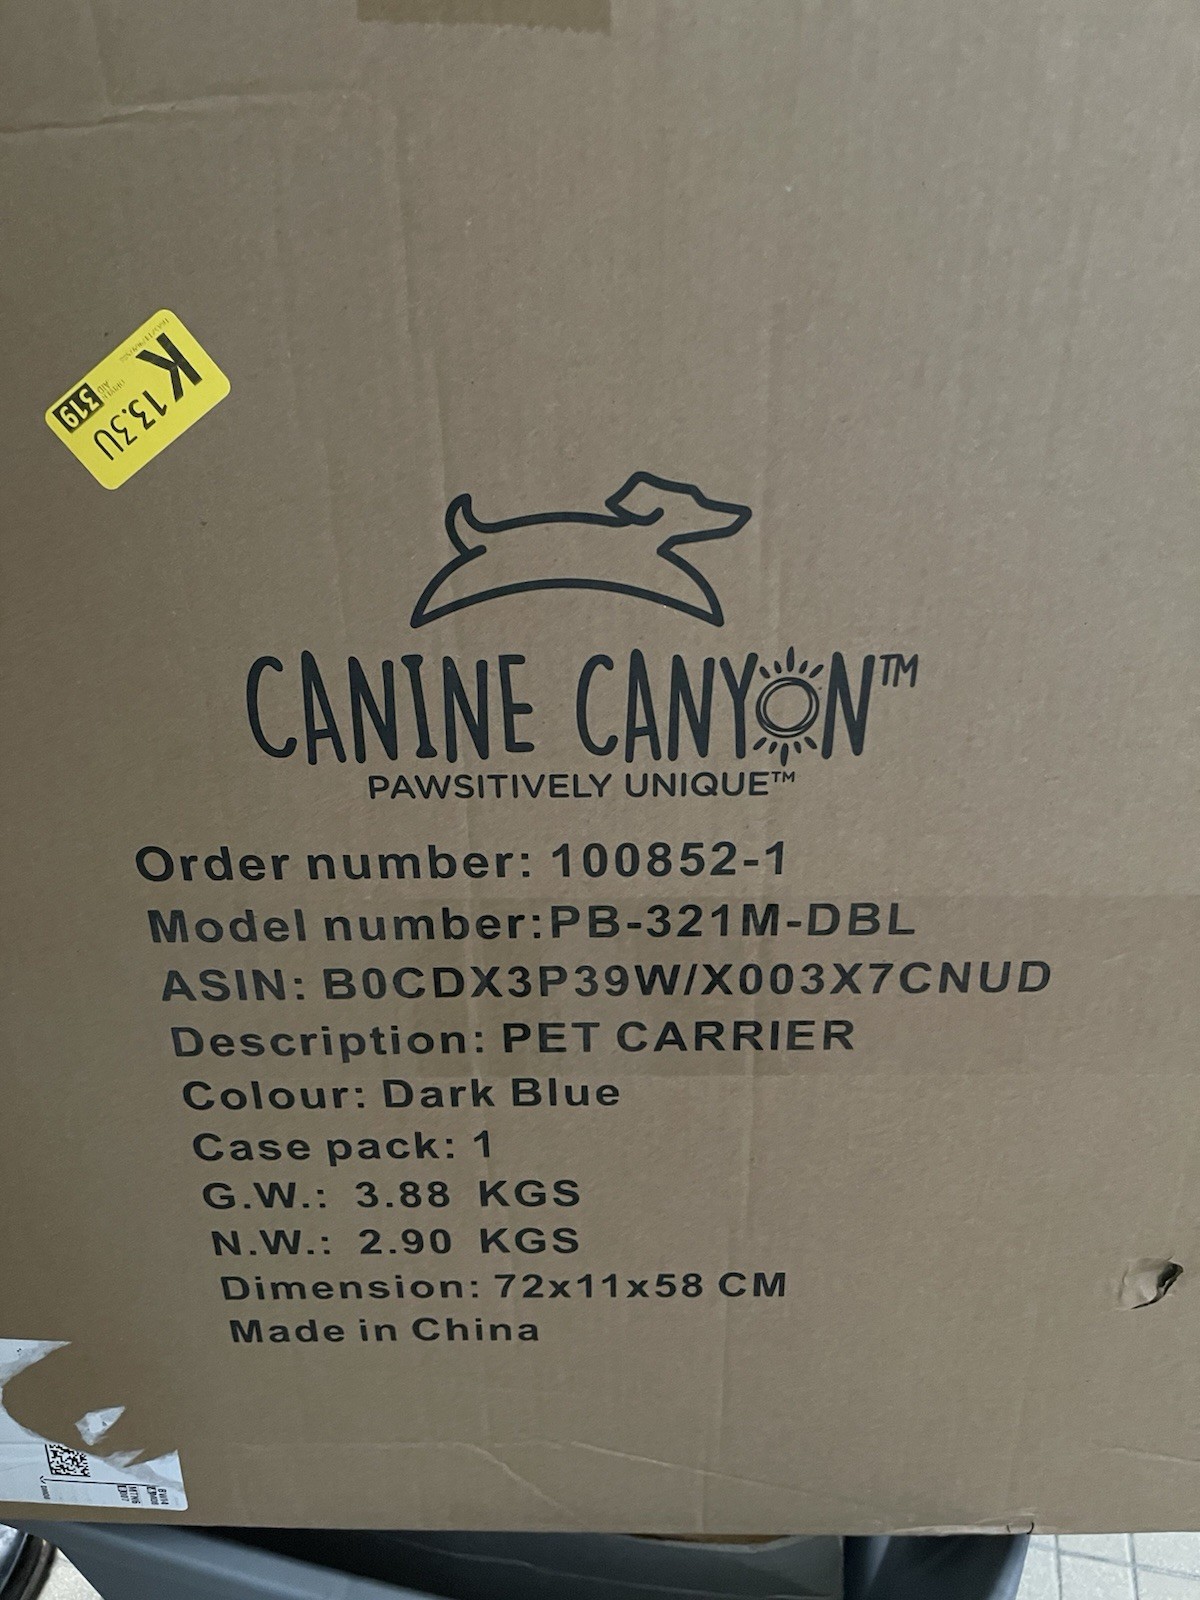 K
13.3U
319
CANINE CANYON™
PAWSITIVELY UNIQUE™
Order number: 100852-1
Model number:PB-321M-DBL
ASIN: B0CDX3P39W/X003X7CNUD
Description: PET CARRIER
Colour: Dark Blue
Case pack: 1
G.W.: 3.88 KGS
N.W.: 2.90 KGS
Dimension: 72x11x58 CM
Made in China